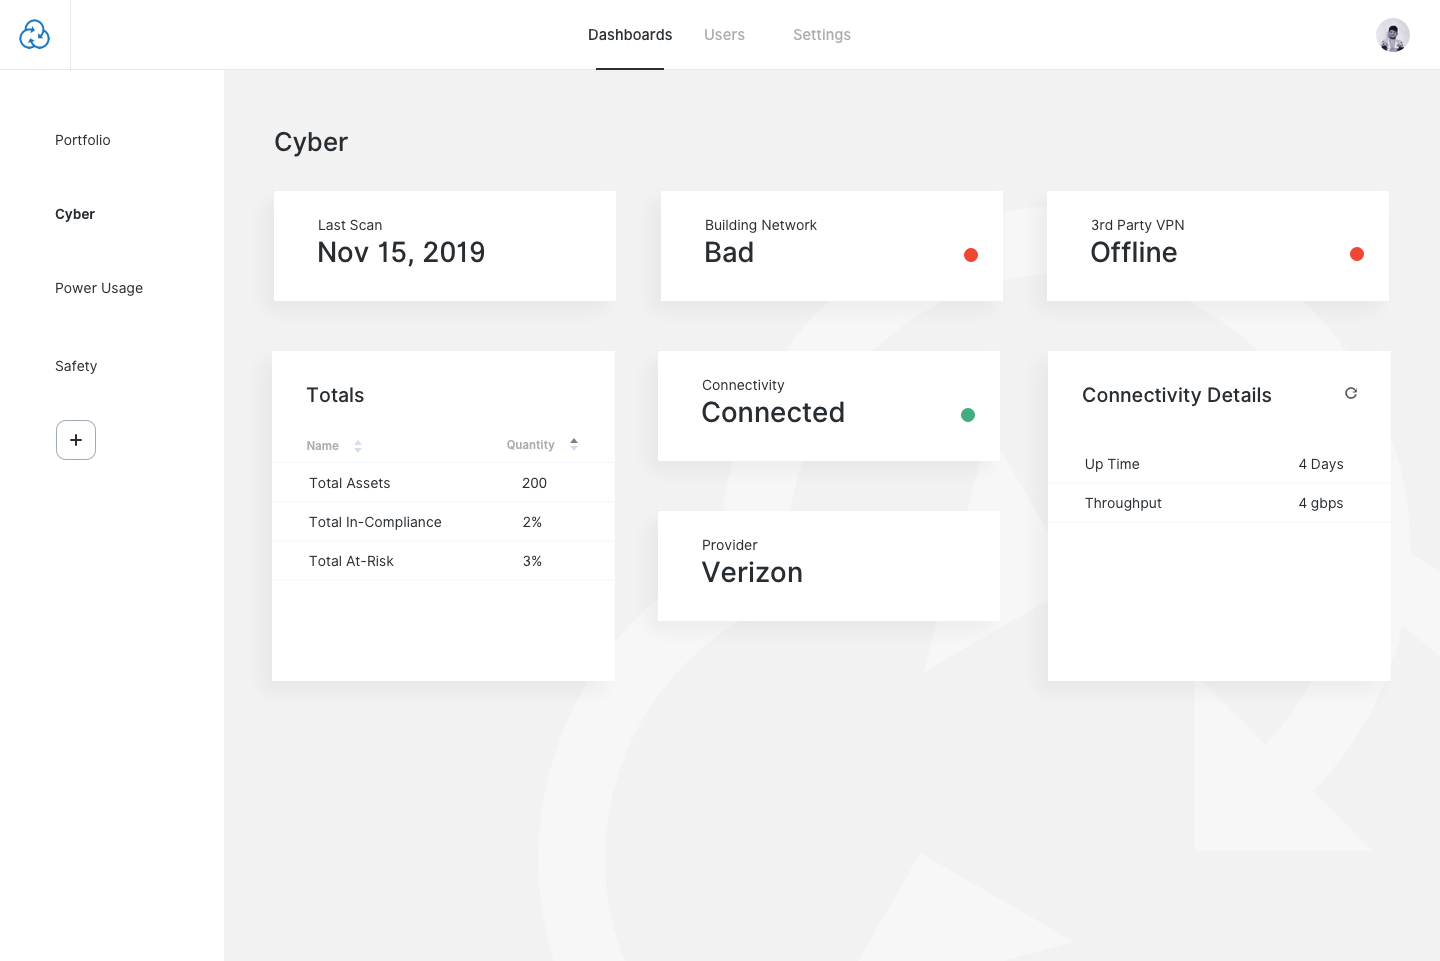 Dashboards Users Settings
Portfolio
Cyber
Power Usage
Safety
+
Cyber
Last Scan
Nov 15, 2019
Building Network
Bad
3rd Party VPN
Offline
Totals
Name Quantity
Total Assets 200
Total In-Compliance 2%
Total At-Risk 3%
Connectivity
Connected
Provider
Verizon
Connectivity Details
Up Time 4 Days
Throughput 4 gbps